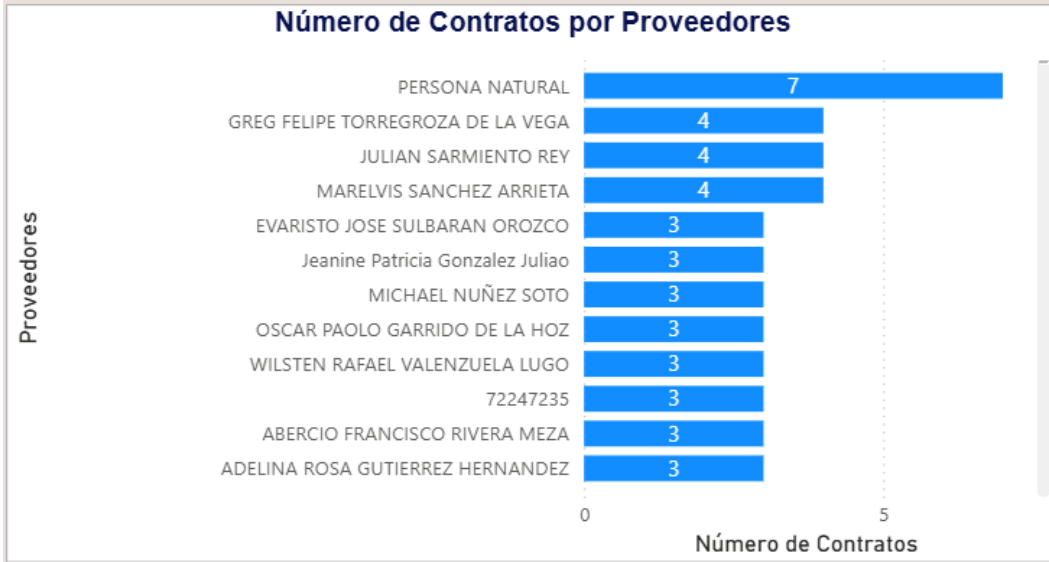 Número de Contratos por Proveedores
Proveedores
PERSONA NATURAL 7
GREG FELIPE TORREGROZA DE LA VEGA 4
JULIAN SARMIENTO REY 4
MARELVIS SANCHEZ ARRIETA 4
EVARISTO JOSE SULBARAN OROZCO 3
Jeanine Patricia Gonzalez Juliao 3
MICHAEL NUÑEZ SOTO 3
OSCAR PAOLO GARRIDO DE LA HOZ 3
WILSTEN RAFAEL VALENZUELA LUGO 3
72247235 3
ABERCIO FRANCISCO RIVERA MEZA 3
ADELINA ROSA GUTIERREZ HERNANDEZ 3
0 5
Número de Contratos